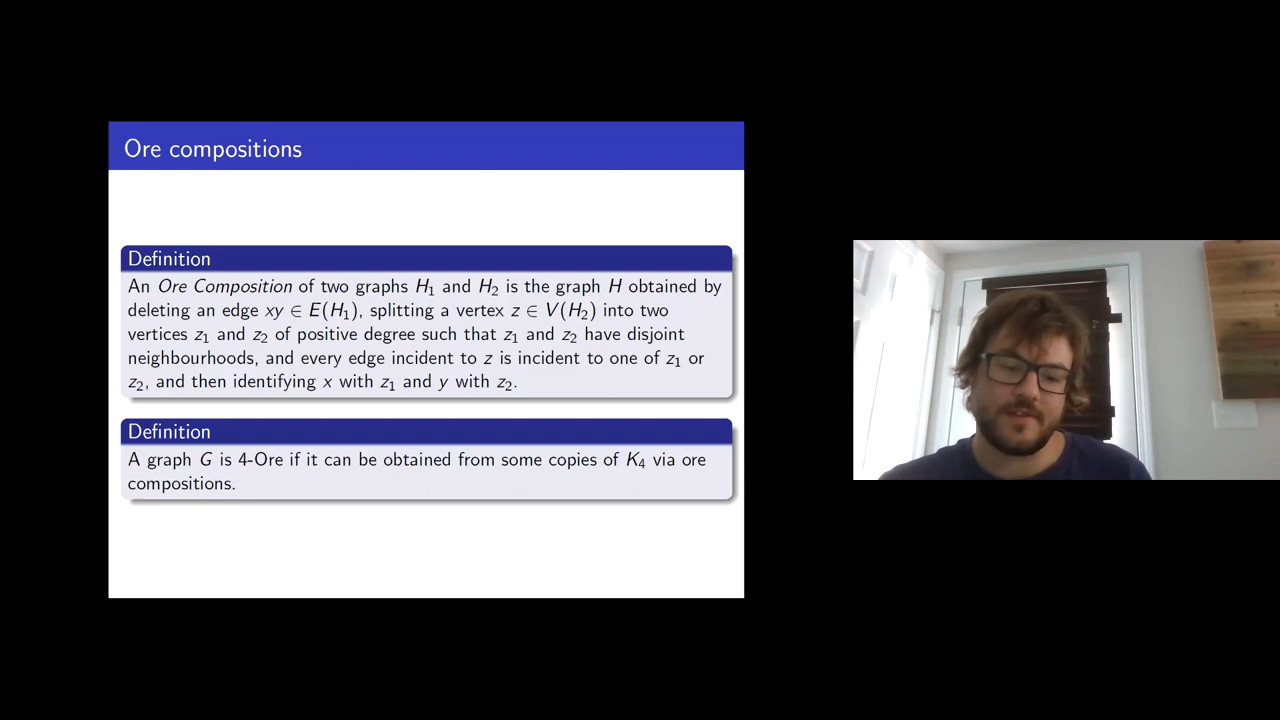 Ore compositions
Definition
An Ore Composition of two graphs H₁ and H₂ is the graph H obtained by
deleting an edge xy ∈ E(H₁), splitting a vertex z ∈ V(H₂) into two
vertices z₁ and z₂ of positive degree such that z₁ and z₂ have disjoint
neighbourhoods, and every edge incident to z is incident to one of z₁ or
z₂, and then identifying x with z₁ and y with z₂.
Definition
A graph G is 4-Ore if it can be obtained from some copies of K₄ via ore
compositions.